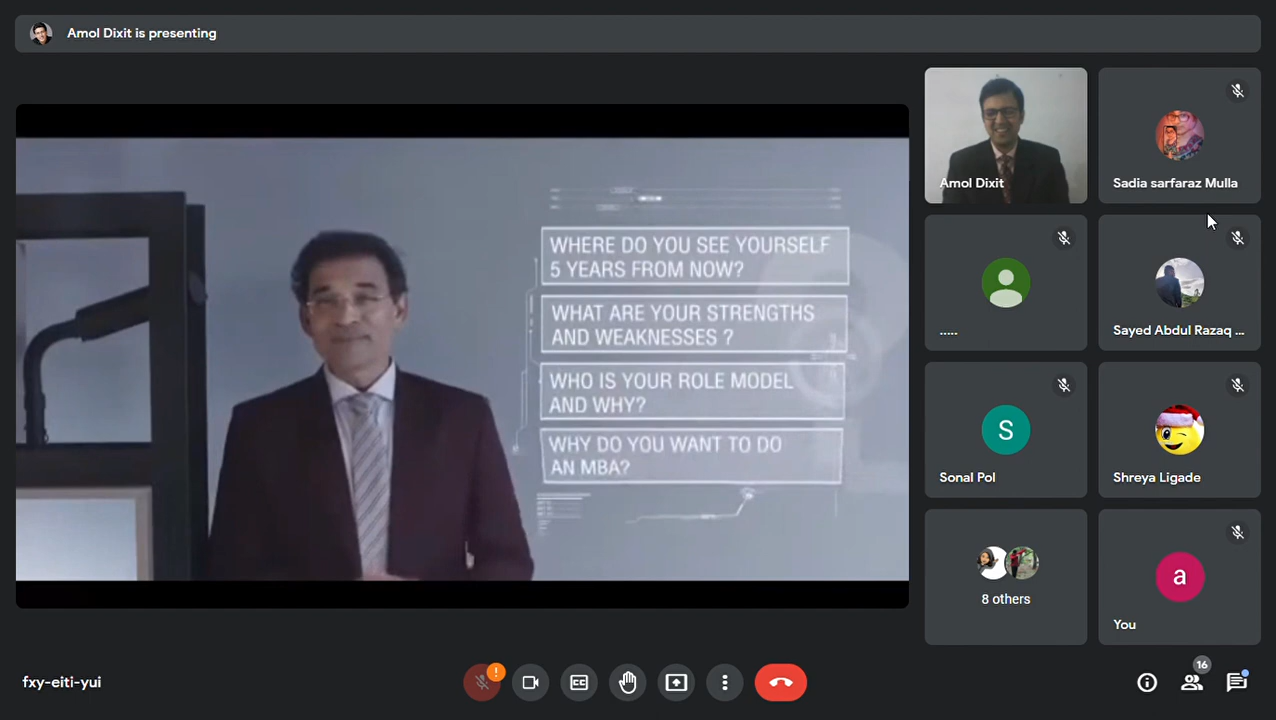 Amol Dixit is presenting
WHERE DO YOU SEE YOURSELF
5 YEARS FROM NOW?
WHAT ARE YOUR STRENGTHS
AND WEAKNESSES ?
WHO IS YOUR ROLE MODEL
AND WHY?
WHY DO YOU WANT TO DO
AN MBA?
Amol Dixit
Sadia sarfaraz Mulla
.....
Sayed Abdul Razaq ...
S
Sonal Pol
Shreya Ligade
8 others
a
You
fxy-eiti-yui
!
CC
16